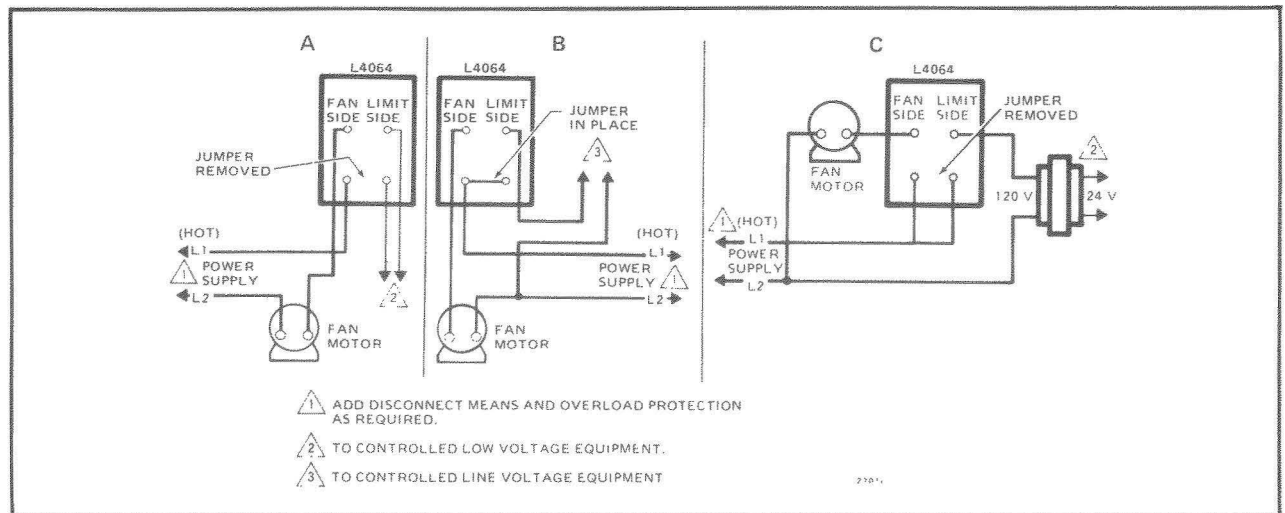 A
L4064
FAN SIDE
LIMIT SIDE
JUMPER REMOVED
(HOT)
L1
1
POWER SUPPLY
L2
2
FAN MOTOR
B
L4064
FAN SIDE
LIMIT SIDE
JUMPER IN PLACE
3
(HOT)
L1
POWER SUPPLY
1
L2
FAN MOTOR
C
L4064
FAN SIDE
LIMIT SIDE
JUMPER REMOVED
FAN MOTOR
2
120 V
24 V
1
(HOT)
L1
POWER SUPPLY
L2
1 ADD DISCONNECT MEANS AND OVERLOAD PROTECTION
AS REQUIRED.
2 TO CONTROLLED LOW VOLTAGE EQUIPMENT.
3 TO CONTROLLED LINE VOLTAGE EQUIPMENT